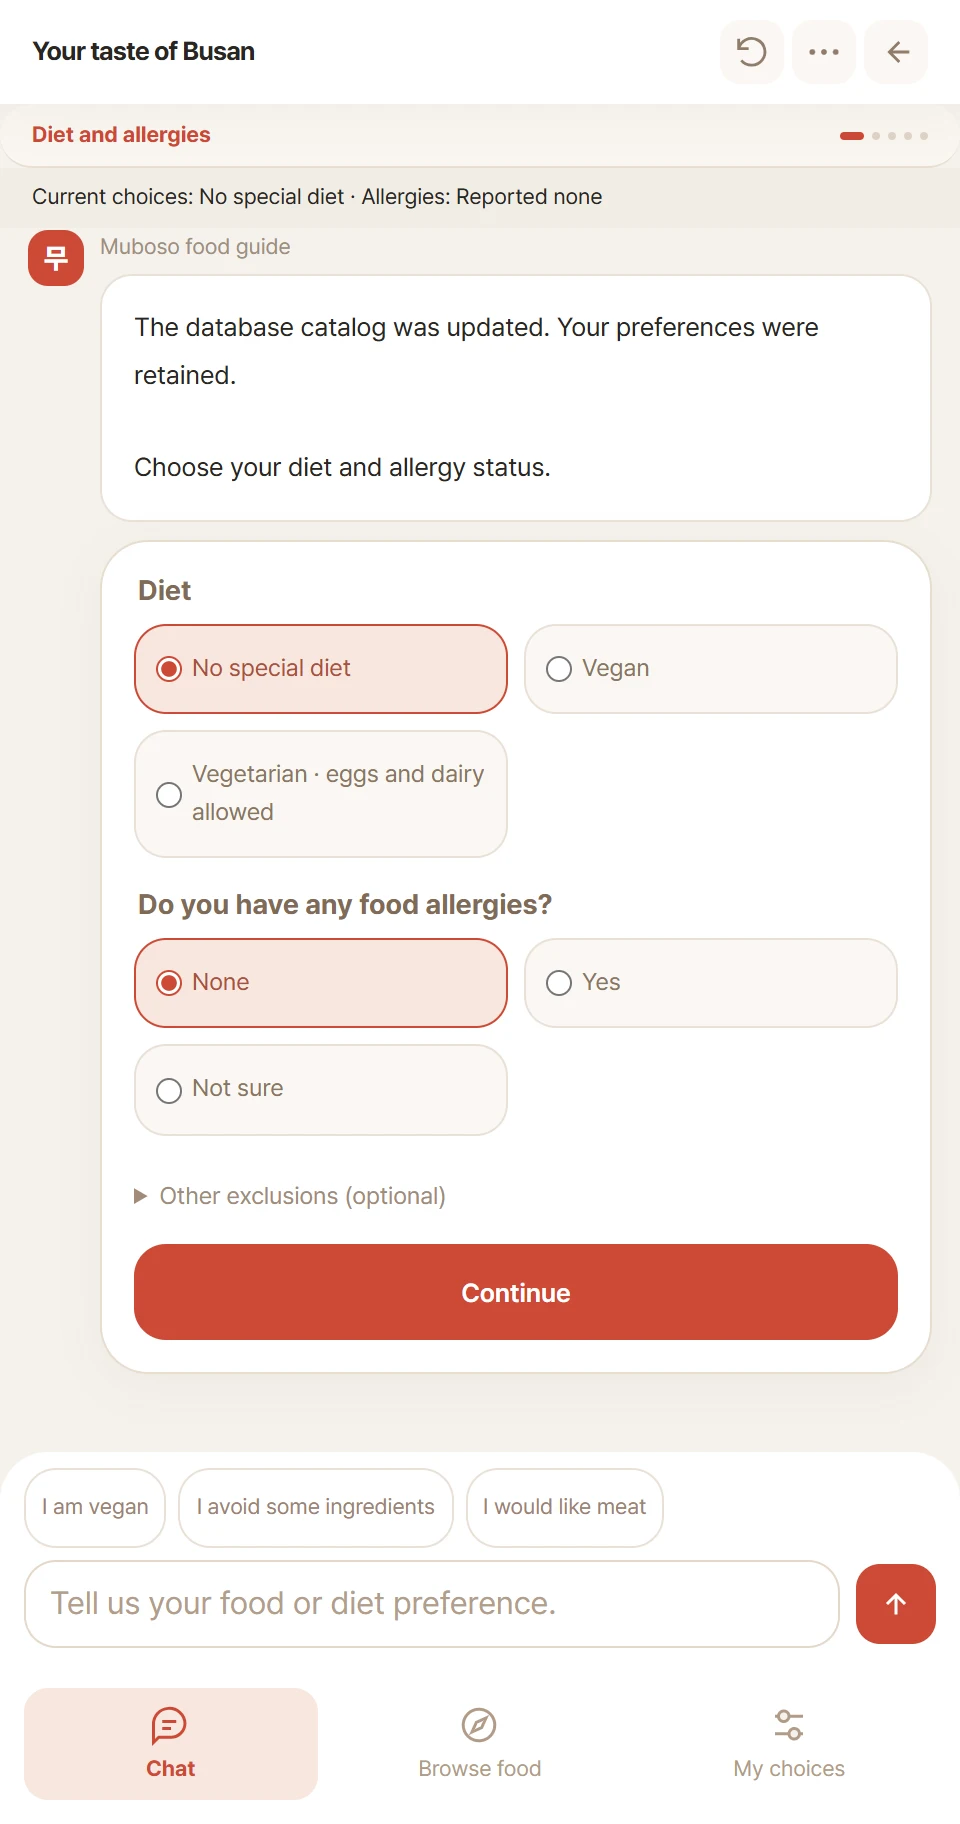 Your taste of Busan
Diet and allergies
Current choices: No special diet · Allergies: Reported none
무
Muboso food guide
The database catalog was updated. Your preferences were
retained.
Choose your diet and allergy status.
Diet
No special diet
Vegan
Vegetarian · eggs and dairy
allowed
Do you have any food allergies?
None
Yes
Not sure
Other exclusions (optional)
Continue
I am vegan
I avoid some ingredients
I would like meat
Tell us your food or diet preference.
Chat
Browse food
My choices